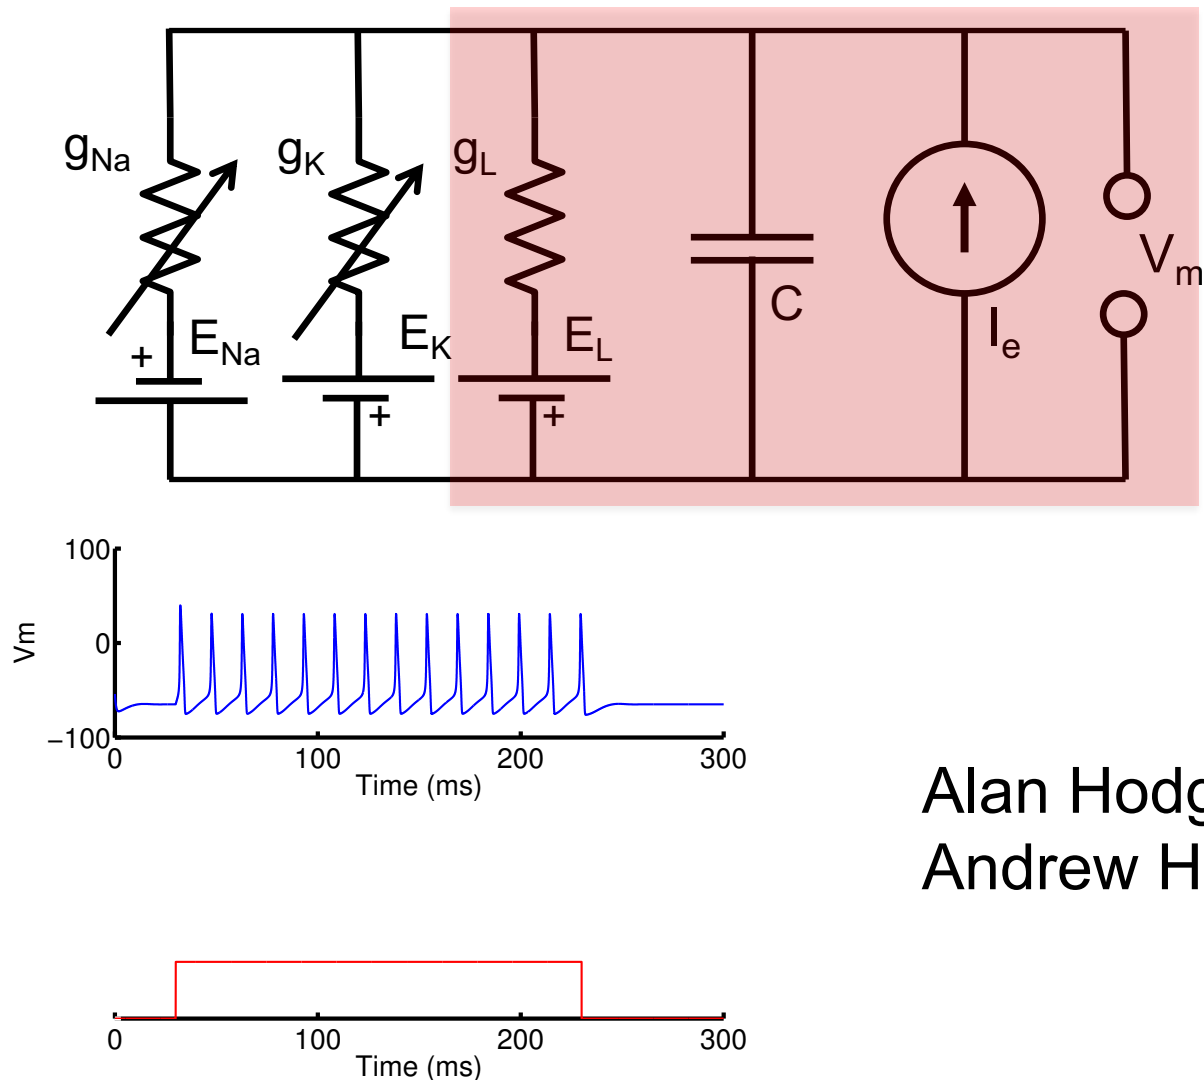 gNa gK gL
C Vm
Ie
+ ENa EK EL
+ +
100
0
−100
Vm
0 100 200 300
Time (ms)
Alan Hodg
Andrew H
0 100 200 300
Time (ms)